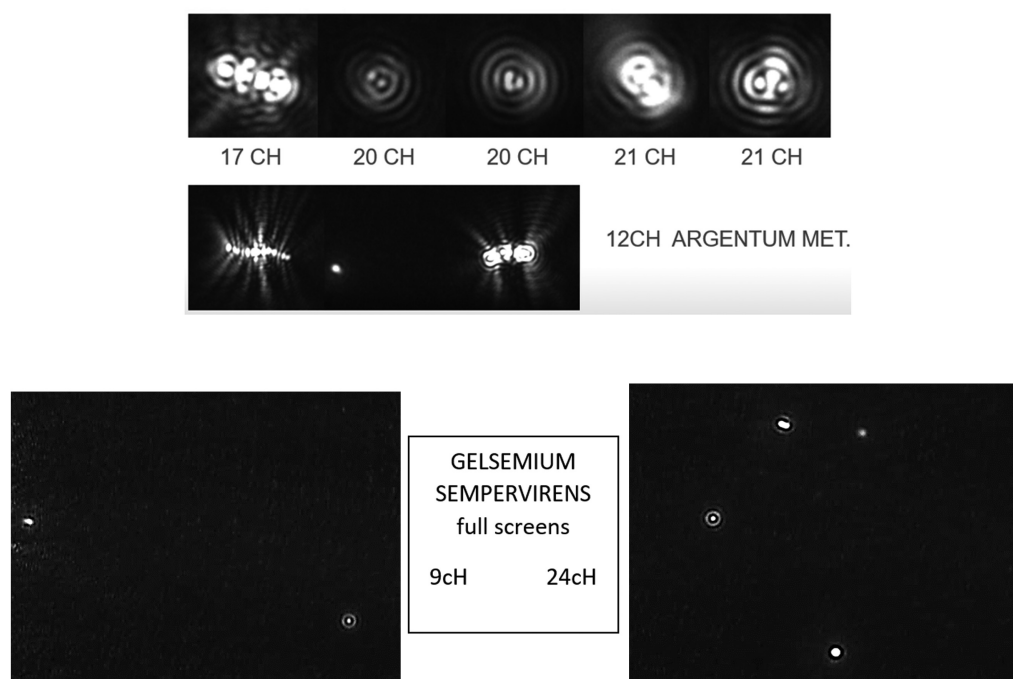 17 CH 20 CH 20 CH 21 CH 21 CH
12CH ARGENTUM MET.
GELSEMIUM
SEMPERVIRENS
full screens
9cH 24cH